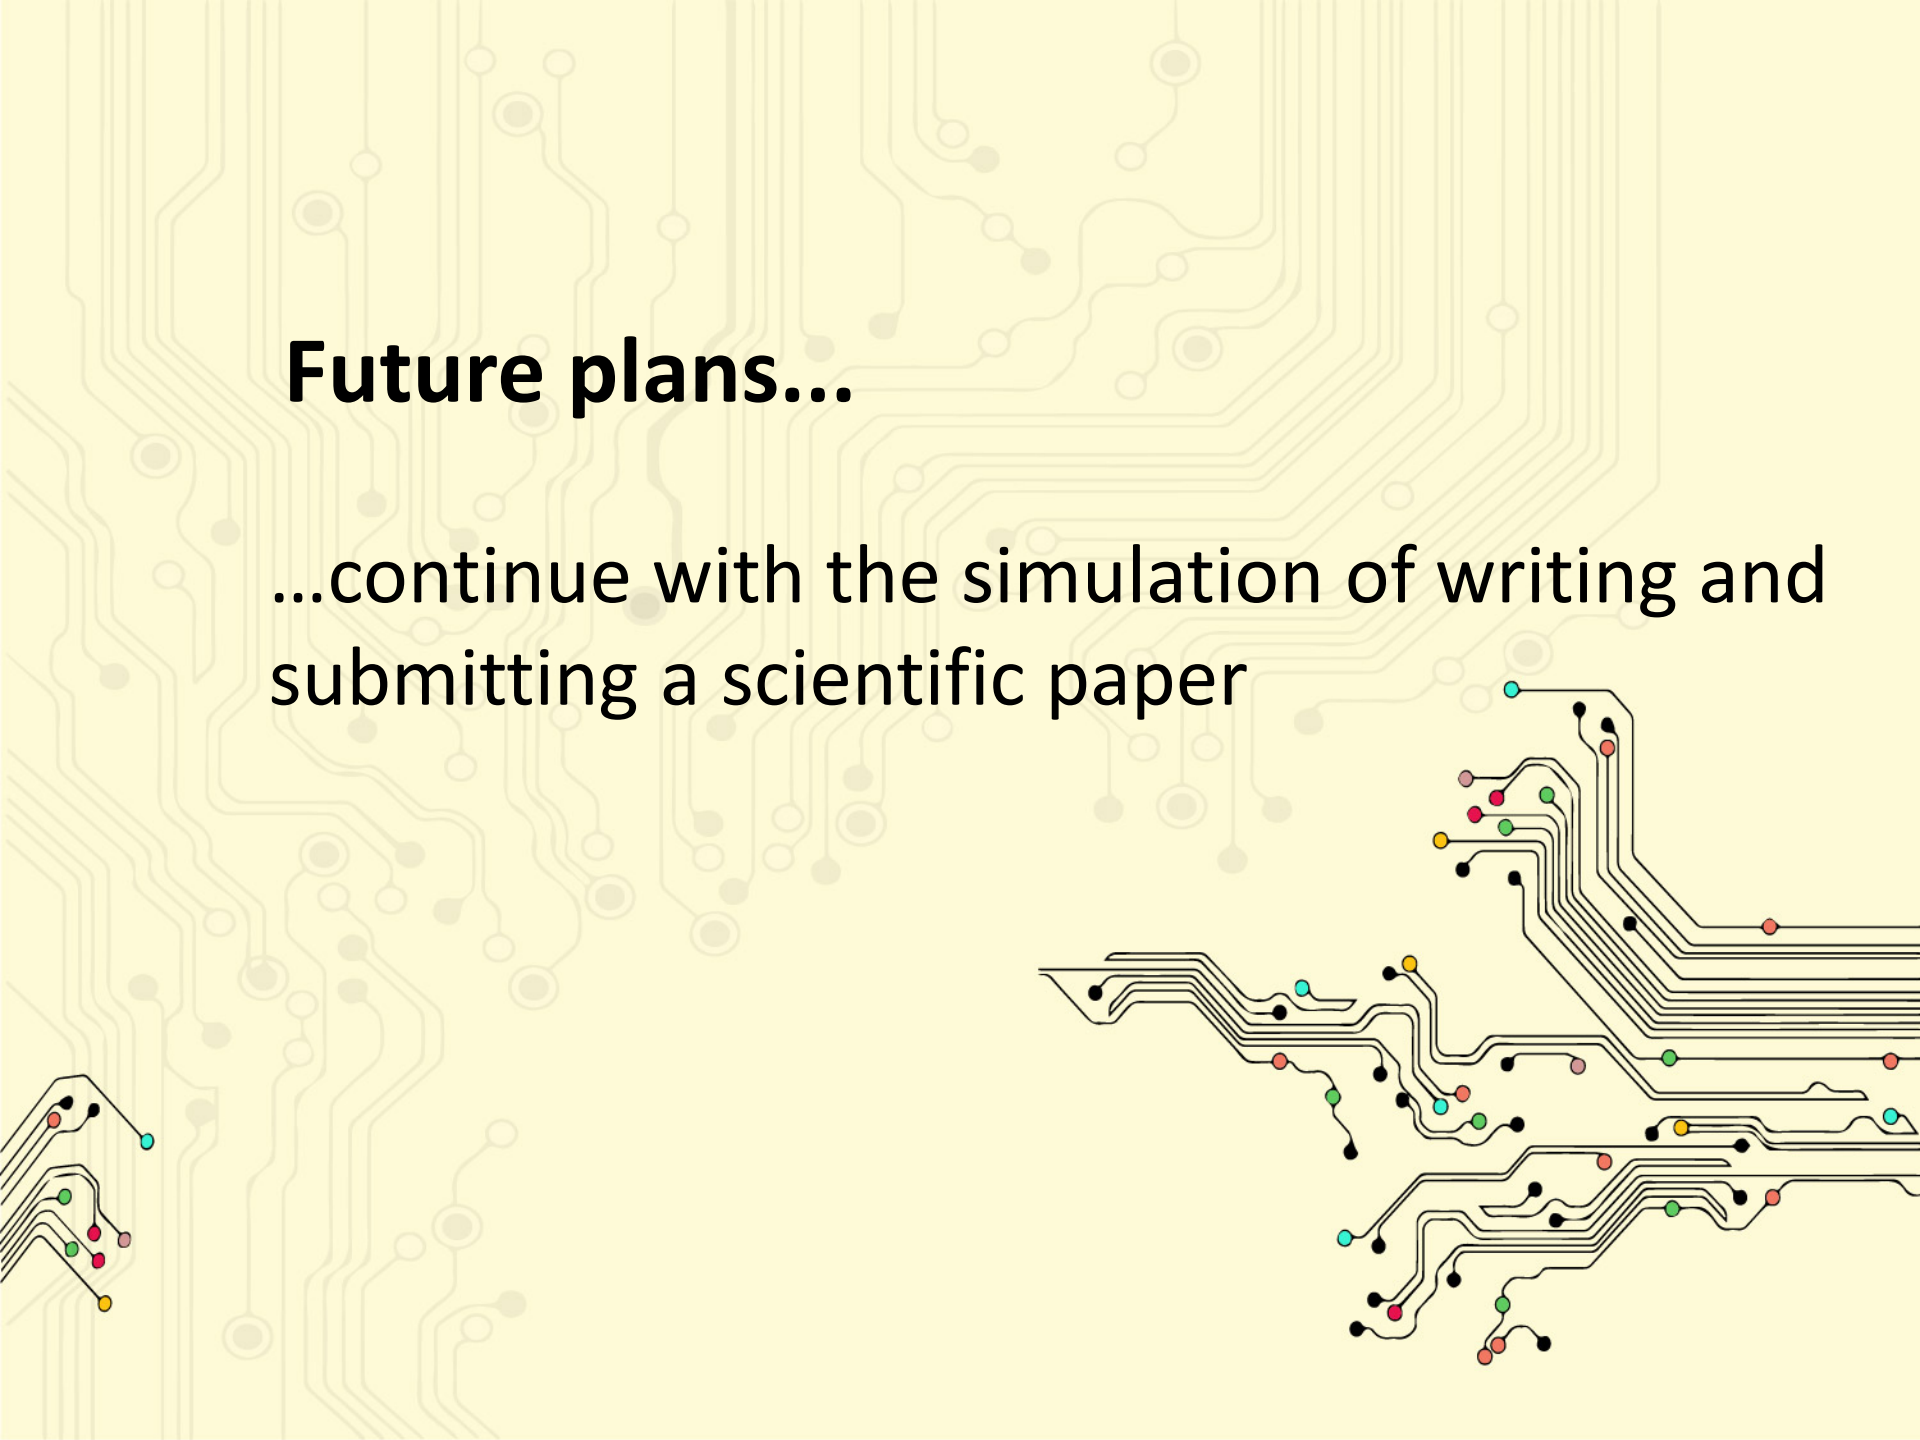 Future plans...
...continue with the simulation of writing and
submitting a scientific paper